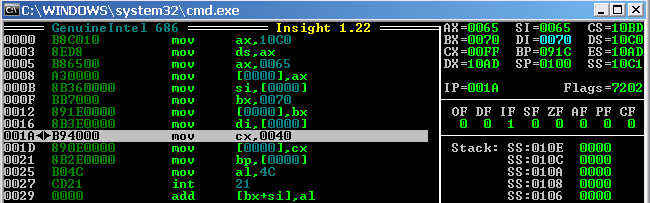 C:\WINDOWS\system32\cmd.exe
GenuineIntel 686 Insight 1.22
0000 B8C010 mov ax,10C0
0003 8ED8 mov ds,ax
0005 B86500 mov ax,0065
0008 A30000 mov [0000],ax
000B 8B360000 mov si,[0000]
000F BB7000 mov bx,0070
0012 891E0000 mov [0000],bx
0016 8B3E0000 mov di,[0000]
001A B94000 mov cx,0040
001D 890E0000 mov [0000],cx
0021 8B2E0000 mov bp,[0000]
0025 B04C mov al,4C
0027 CD21 int 21
0029 0000 add [bx+si],al
AX=0065 SI=0065 CS=10BD
BX=0070 DI=0070 DS=10C0
CX=00FF BP=091C ES=10AD
DX=10AD SP=0100 SS=10C1
IP=001A Flags=7202
OF DF IF SF ZF AF PF CF
0 0 1 0 0 0 0 0
Stack: SS:010E 0000
SS:010C 0000
SS:010A 0000
SS:0108 0000
SS:0106 0000